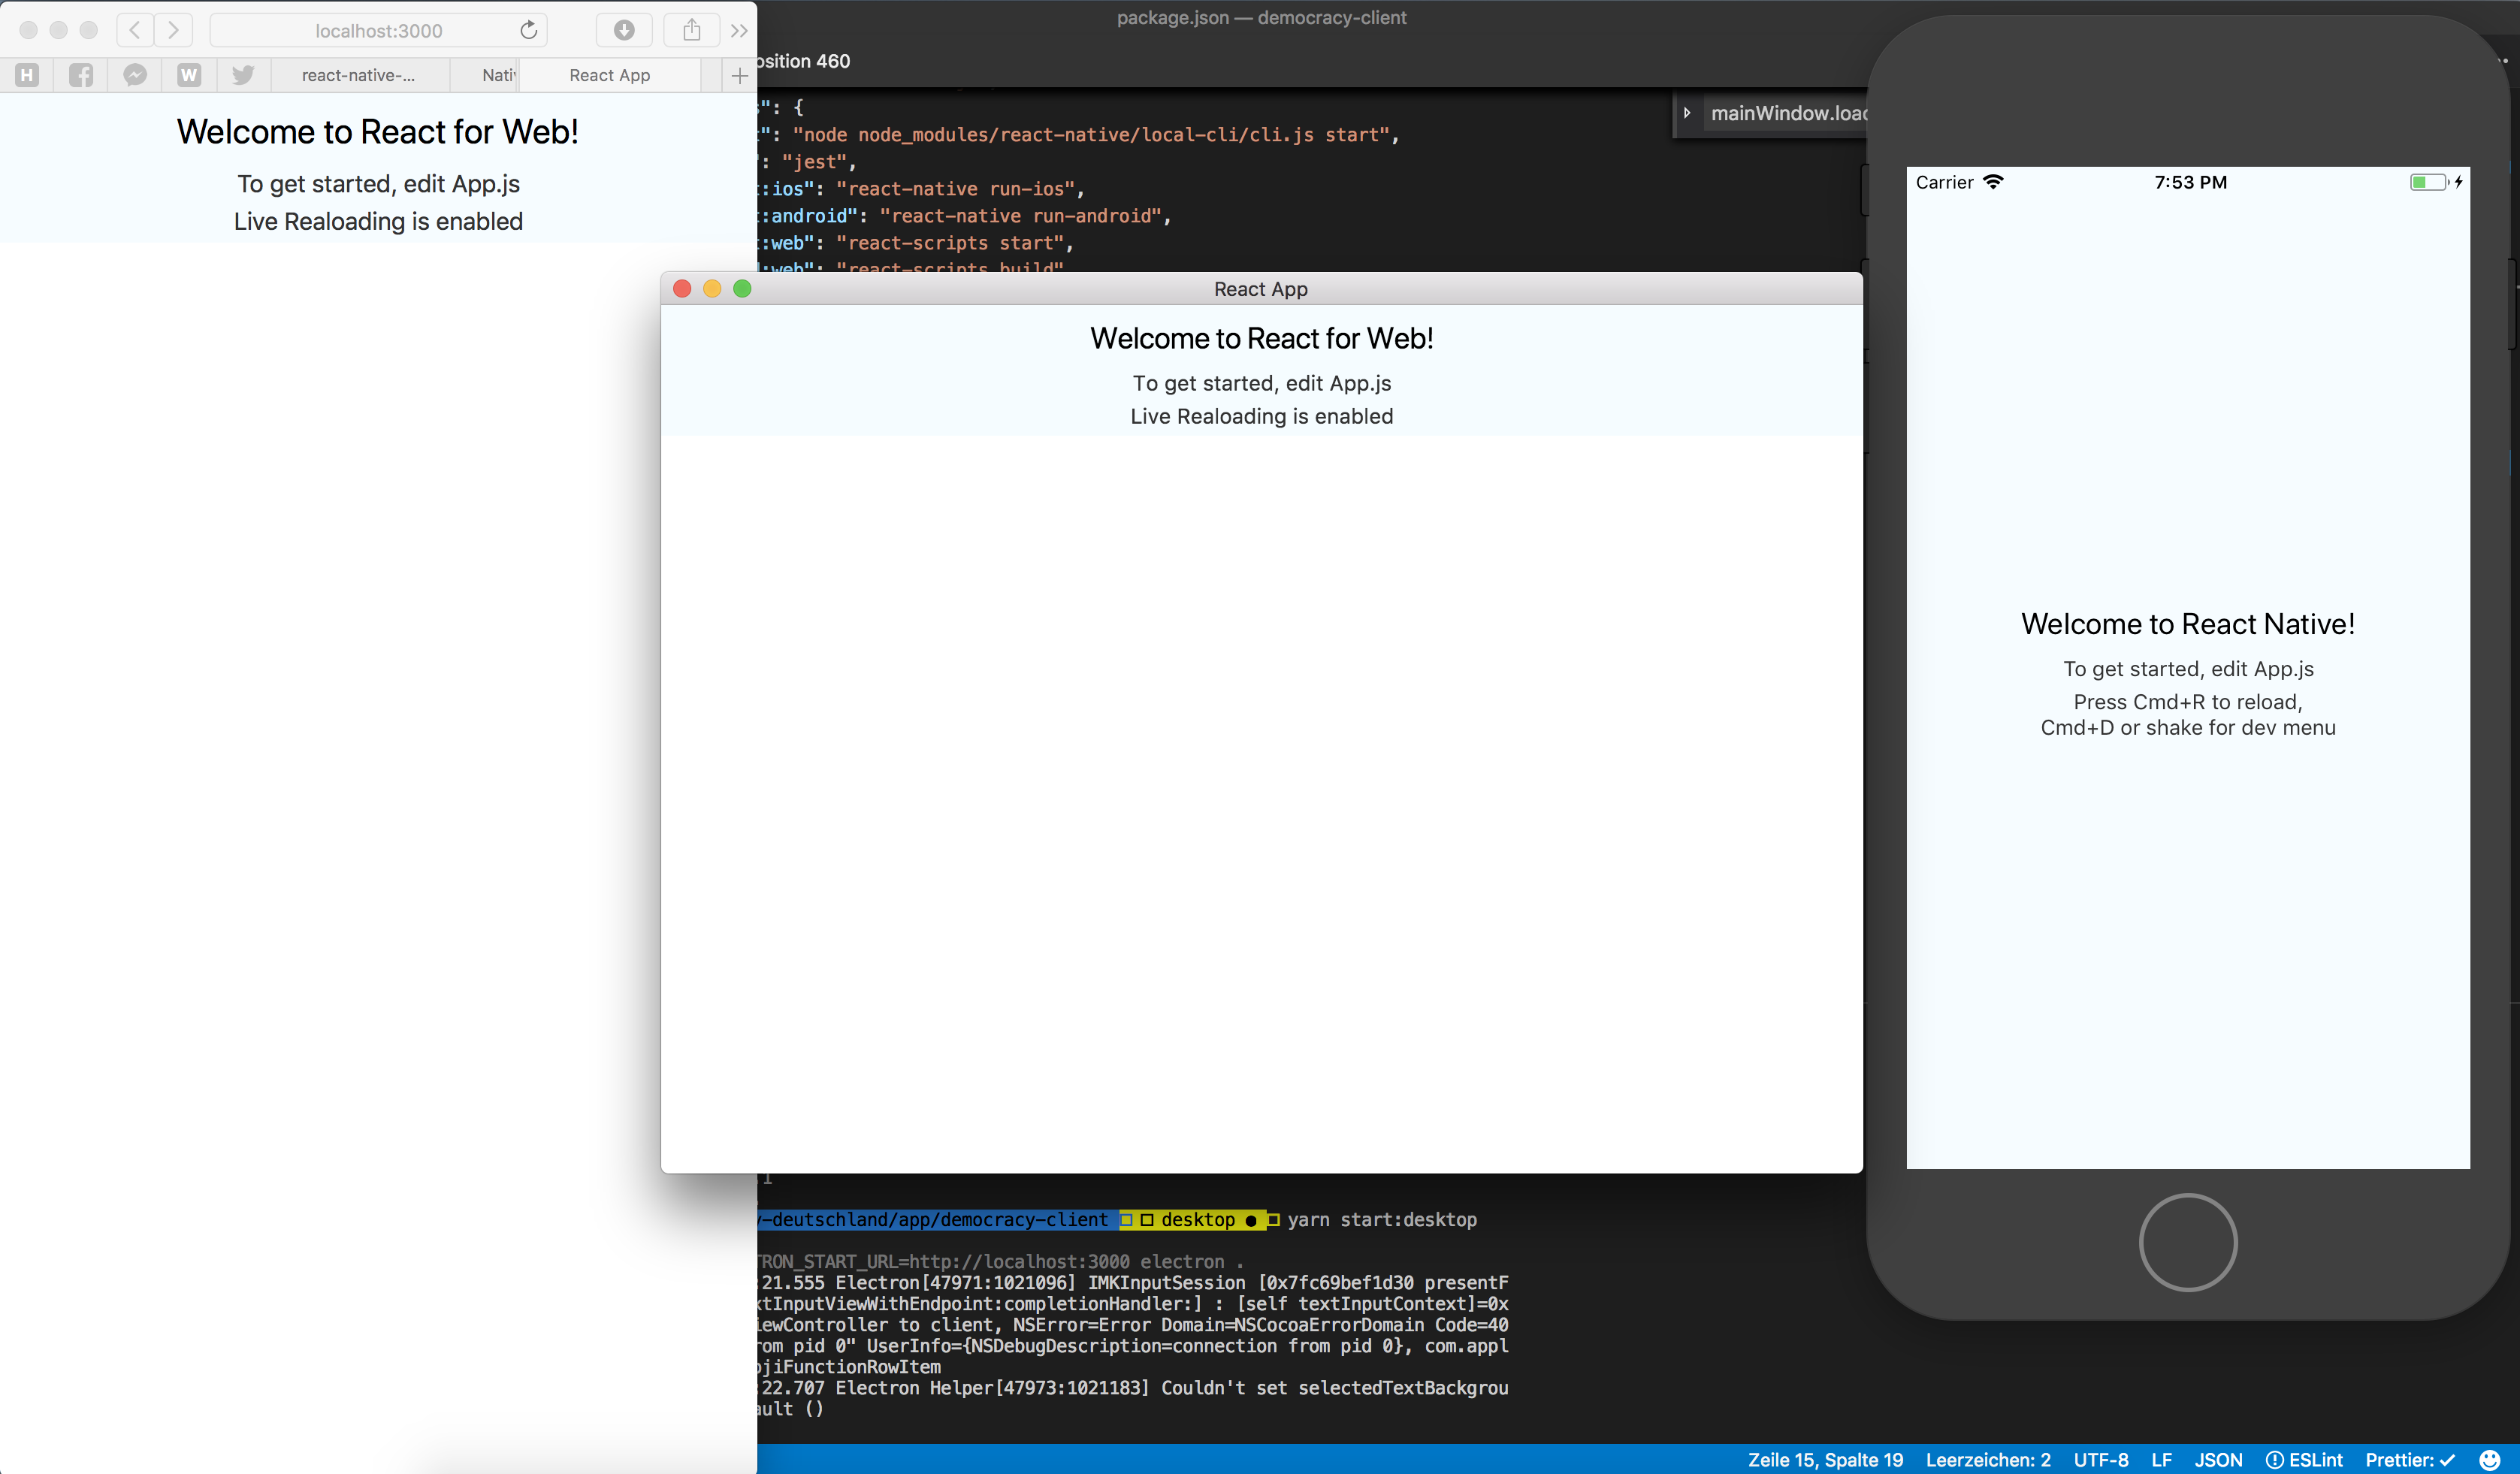 localhost:3000
H
W
react-native-...
Nati
React App
Welcome to React for Web!
To get started, edit App.js
Live Realoading is enabled
package.json — democracy-client
osition 460
": {
": "node node_modules/react-native/local-cli/cli.js start",
": "jest",
:ios": "react-native run-ios",
:android": "react-native run-android",
:web": "react-scripts start",
:web": "react-scripts build"
mainWindow.load
React App
Welcome to React for Web!
To get started, edit App.js
Live Realoading is enabled
Carrier 7:53 PM
Welcome to React Native!
To get started, edit App.js
Press Cmd+R to reload,
Cmd+D or shake for dev menu
y-deutschland/app/democracy-client desktop ● yarn start:desktop
TRON_START_URL=http://localhost:3000 electron .
:21.555 Electron[47971:1021096] IMKInputSession [0x7fc69bef1d30 presentF
xtInputViewWithEndpoint:completionHandler:] : [self textInputContext]=0x
iewController to client, NSError=Error Domain=NSCocoaErrorDomain Code=40
rom pid 0" UserInfo={NSDebugDescription=connection from pid 0}, com.appl
ojiFunctionRowItem
:22.707 Electron Helper[47973:1021183] Couldn't set selectedTextBackgrou
ault ()
Zeile 15, Spalte 19 Leerzeichen: 2 UTF-8 LF JSON ESLint Prettier: ✓